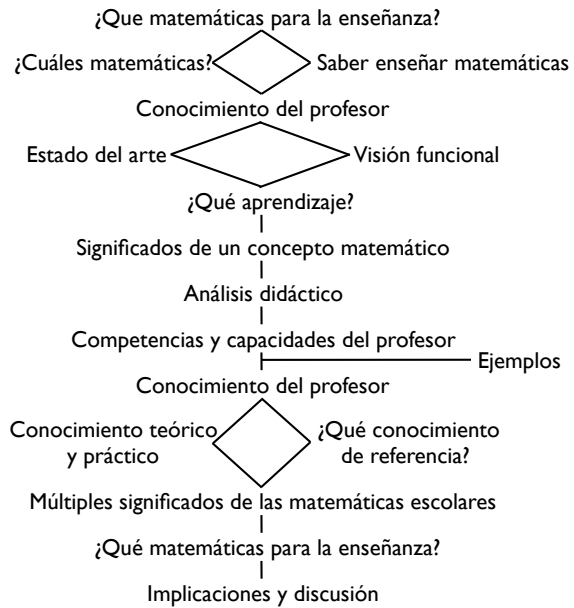 ¿Que matemáticas para la enseñanza?
¿Cuáles matemáticas?
Saber enseñar matemáticas
Conocimiento del profesor
Estado del arte
Visión funcional
¿Qué aprendizaje?
Significados de un concepto matemático
Análisis didáctico
Competencias y capacidades del profesor
Ejemplos
Conocimiento del profesor
Conocimiento teórico
y práctico
¿Qué conocimiento
de referencia?
Múltiples significados de las matemáticas escolares
¿Qué matemáticas para la enseñanza?
Implicaciones y discusión